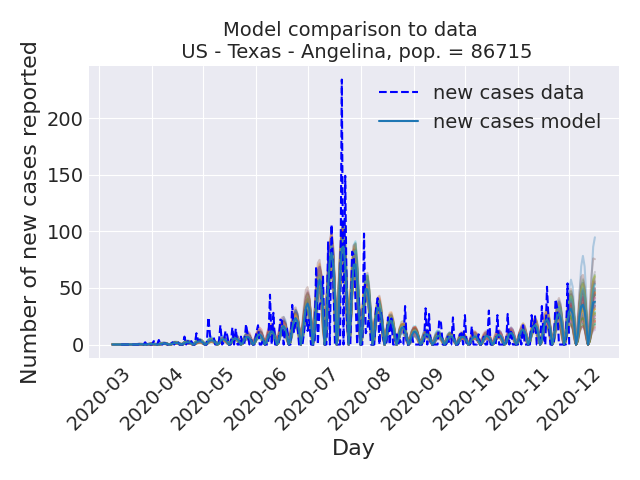 Model comparison to data
US - Texas - Angelina, pop. = 86715
Number of new cases reported
200
150
100
50
0
new cases data
new cases model
2020-03
2020-04
2020-05
2020-06
2020-07
2020-08
2020-09
2020-10
2020-11
2020-12
Day